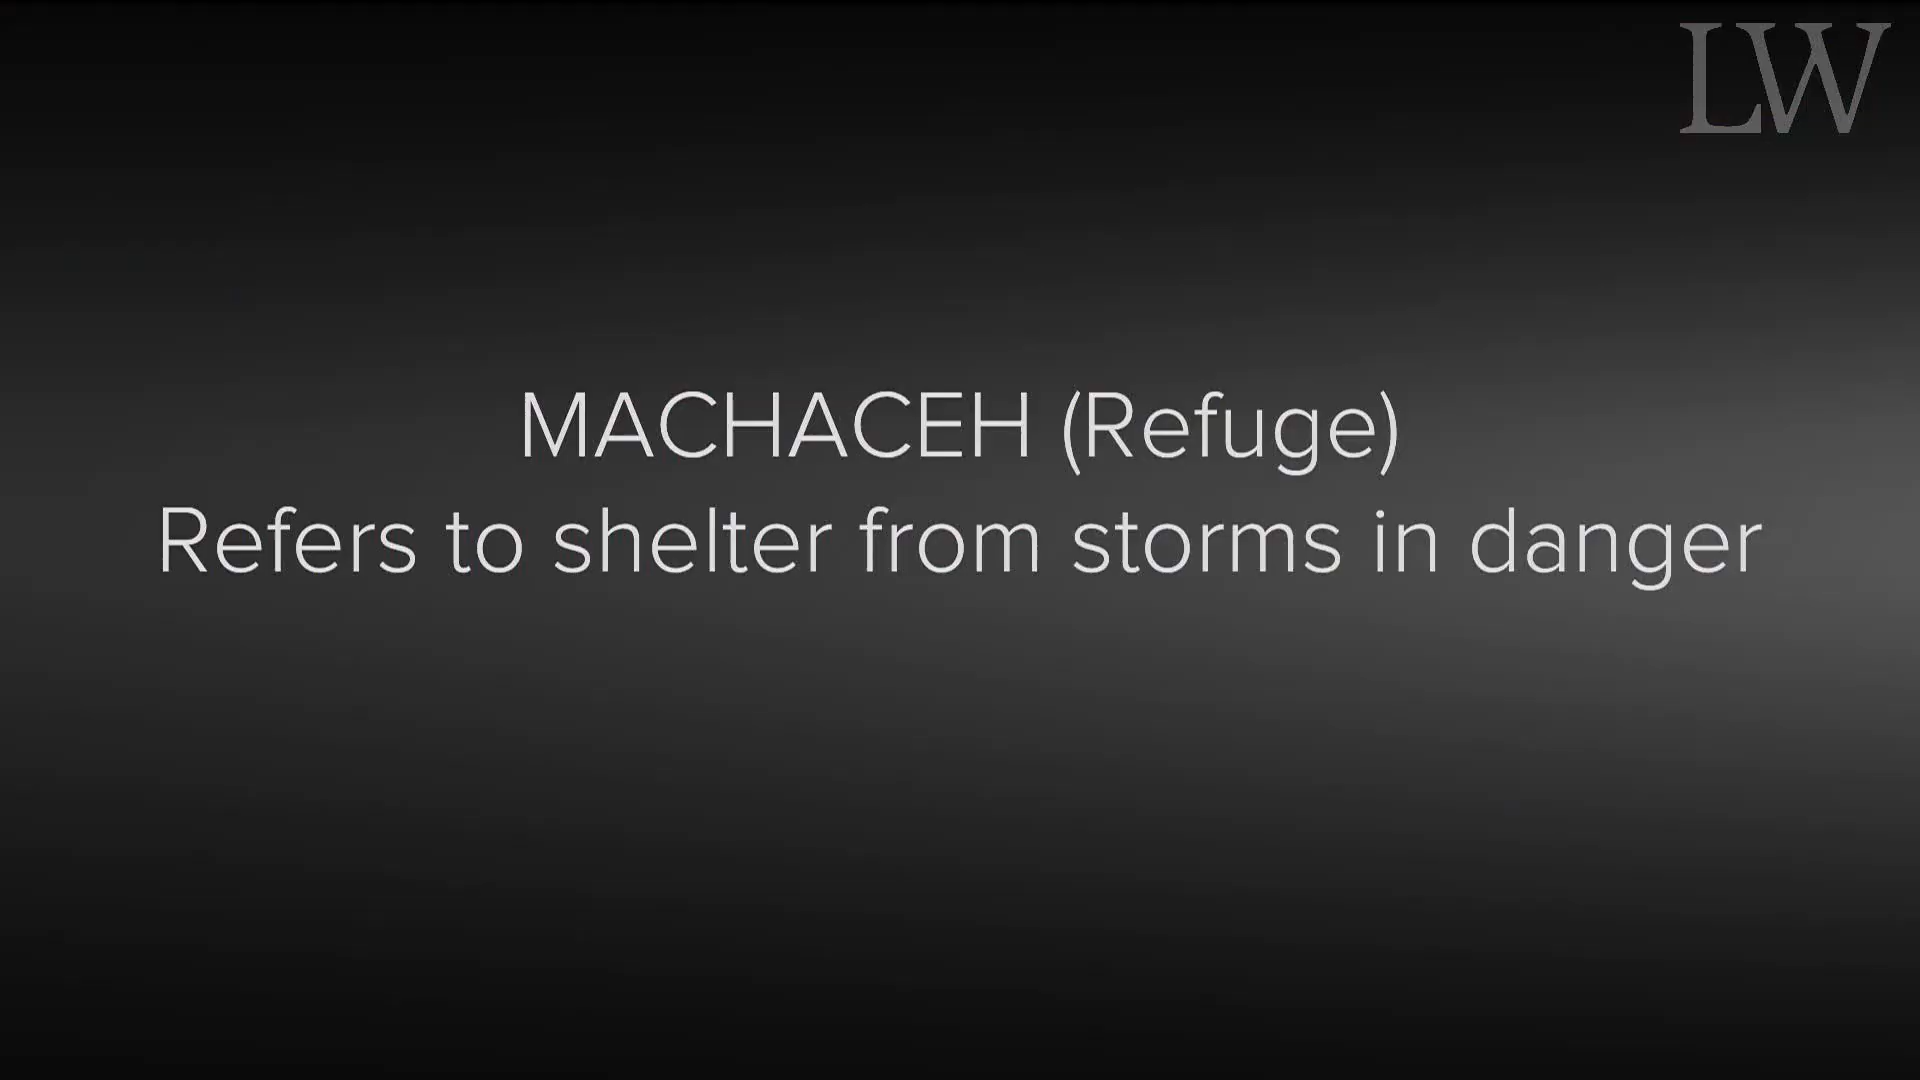 LW
MACHACEH (Refuge)
Refers to shelter from storms in danger